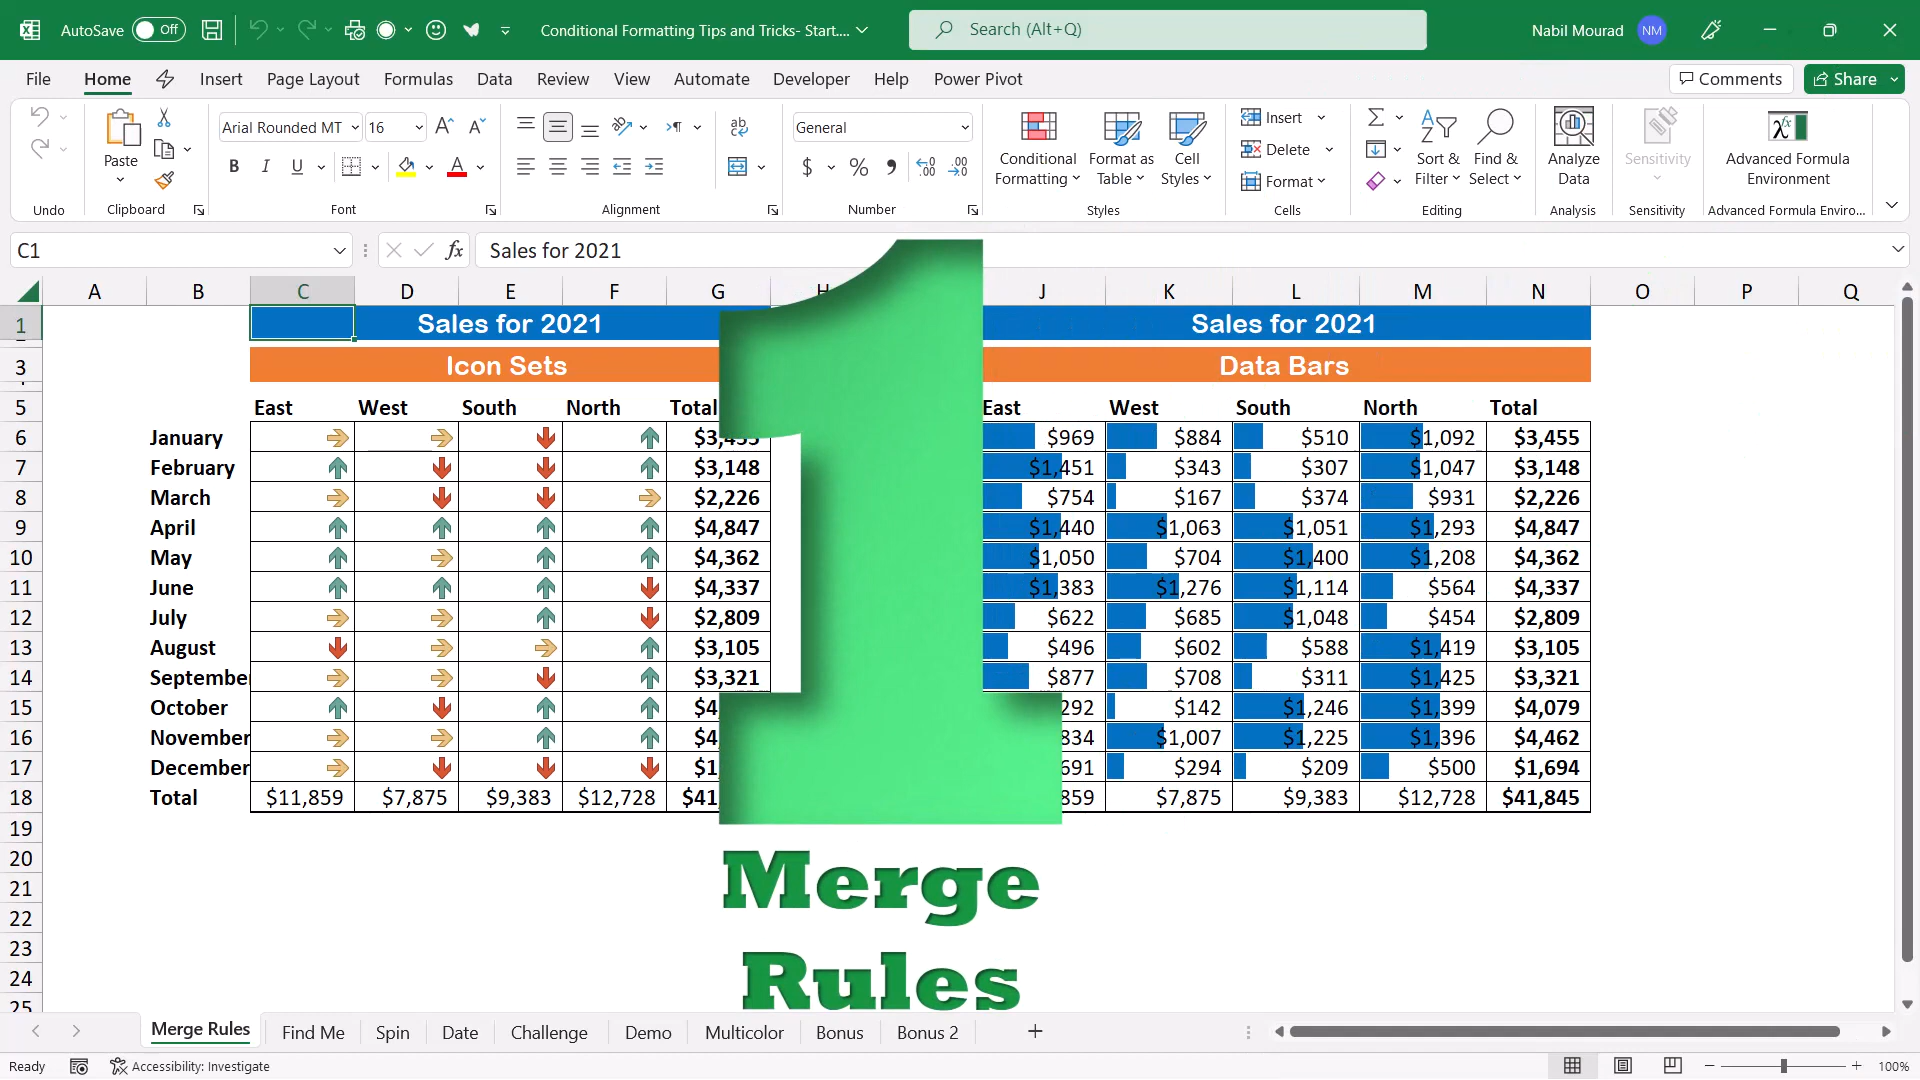 AutoSave Off Conditional Formatting Tips and Tricks- Start.... Search (Alt+Q) Nabil Mourad NM
File Home Insert Page Layout Formulas Data Review View Automate Developer Help Power Pivot Comments Share
Arial Rounded MT 16 General
Paste B I U A $ % Conditional Formatting Format as Table Cell Styles Insert Delete Format Sort & Filter Find & Select Analyze Data Sensitivity Advanced Formula Environment
Undo Clipboard Font Alignment Number Styles Cells Editing Analysis Sensitivity Advanced Formula Enviro...
C1 fx Sales for 2021
A B C D E F G H J K L M N O P Q
1 Sales for 2021 Sales for 2021
3 Icon Sets Data Bars
5 East West South North Total East West South North Total
6 January $3,455 $969 $884 $510 $1,092 $3,455
7 February $3,148 $1,451 $343 $307 $1,047 $3,148
8 March $2,226 $754 $167 $374 $931 $2,226
9 April $4,847 $1,440 $1,063 $1,051 $1,293 $4,847
10 May $4,362 $1,050 $704 $1,400 $1,208 $4,362
11 June $4,337 $1,383 $1,276 $1,114 $564 $4,337
12 July $2,809 $622 $685 $1,048 $454 $2,809
13 August $3,105 $496 $602 $588 $1,419 $3,105
14 September $3,321 $877 $708 $311 $1,425 $3,321
15 October $4, 292 $142 $1,246 $1,399 $4,079
16 November $4, 834 $1,007 $1,225 $1,396 $4,462
17 December $1, 691 $294 $209 $500 $1,694
18 Total $11,859 $7,875 $9,383 $12,728 $41, 859 $7,875 $9,383 $12,728 $41,845
19
20
21
22
23
24
25
1
Merge
Rules
Merge Rules Find Me Spin Date Challenge Demo Multicolor Bonus Bonus 2
Ready Accessibility: Investigate 100%